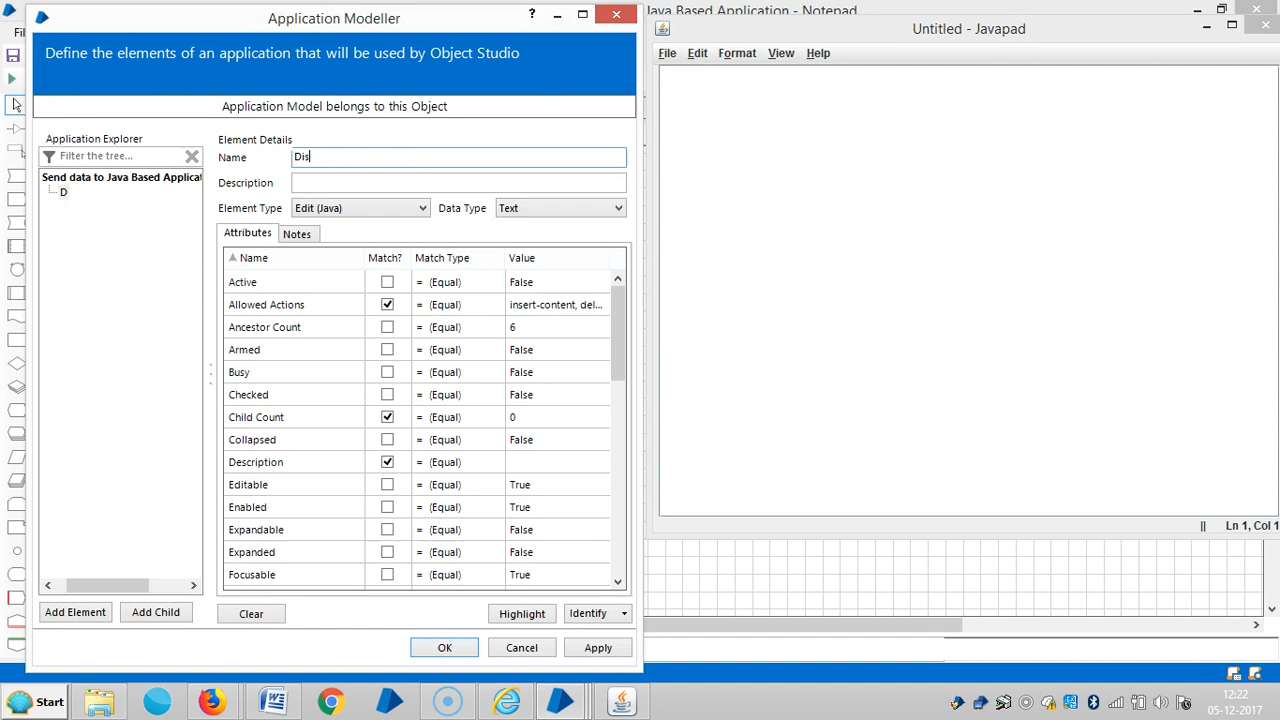 Application Modeller
?
Java Based Application - Notepad
Fil
Untitled - Javapad
Define the elements of an application that will be used by Object Studio
File Edit Format View Help
Application Model belongs to this Object
Application Explorer
Element Details
Filter the tree...
Name Dis
Send data to Java Based Applicat
Description
D
Element Type Edit (Java) Data Type Text
Attributes Notes
Name Match? Match Type Value
Active = (Equal) False
Allowed Actions = (Equal) insert-content, del...
Ancestor Count = (Equal) 6
Armed = (Equal) False
Busy = (Equal) False
Checked = (Equal) False
Child Count = (Equal) 0
Collapsed = (Equal) False
Description = (Equal)
Editable = (Equal) True
Enabled = (Equal) True
Expandable = (Equal) False
Expanded = (Equal) False
Focusable = (Equal) True
Ln 1, Col 1
Add Element Add Child Clear Highlight Identify
OK Cancel Apply
Start
12:22
05-12-2017